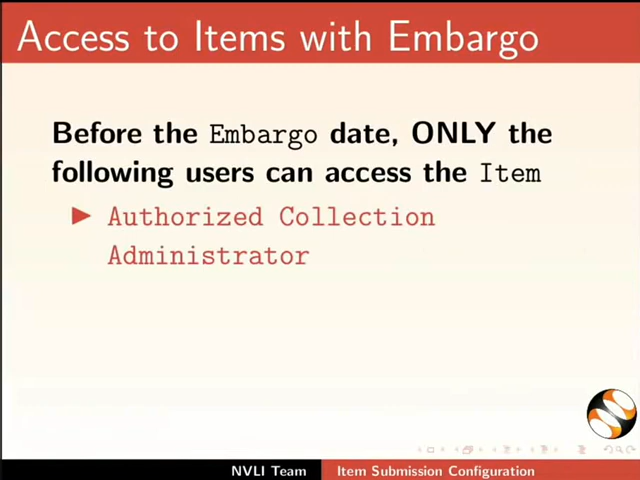 Access to Items with Embargo
Before the Embargo date, ONLY the
following users can access the Item
Authorized Collection
Administrator
NVLI Team
Item Submission Configuration